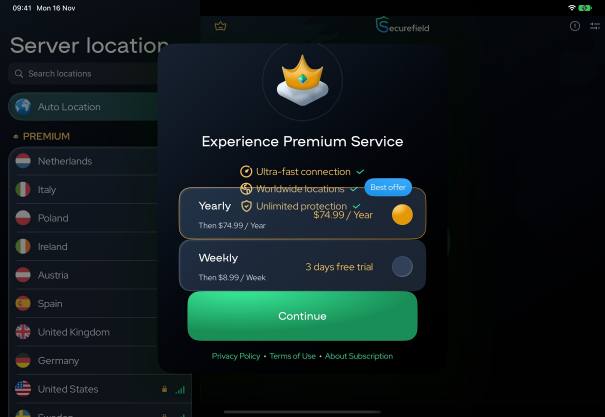 09:41 Mon 16 Nov
Securefield
Server location
Search locations
Auto Location
PREMIUM
Netherlands
Italy
Poland
Ireland
Austria
Spain
United Kingdom
Germany
United States
Sweden
Experience Premium Service
Ultra-fast connection
Worldwide locations
Best offer
Unlimited protection
Yearly
$74.99 / Year
Then $74.99 / Year
Weekly
3 days free trial
Then $8.99 / Week
Continue
Privacy Policy • Terms of Use • About Subscription